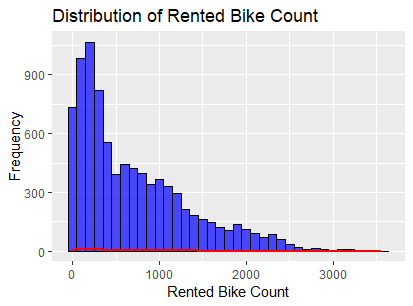 Distribution of Rented Bike Count
Frequency
900
600
300
0
0 1000 2000 3000
Rented Bike Count